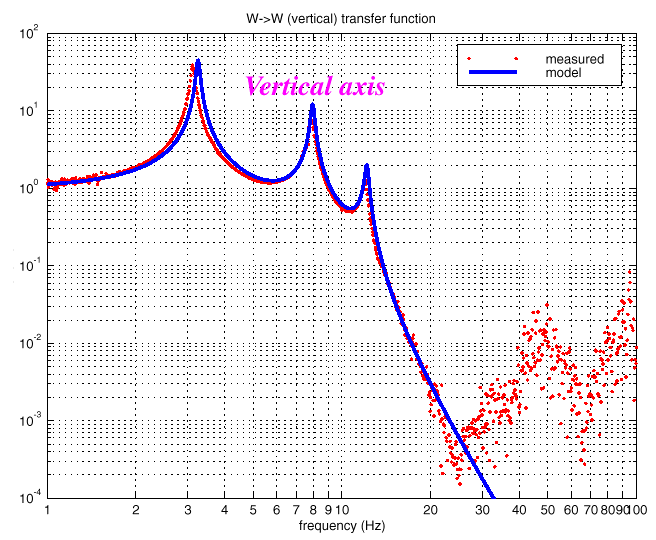 W->W (vertical) transfer function
measured
model
Vertical axis
10^2
10^1
10^0
10^-1
10^-2
10^-3
10^-4
1 2 3 4 5 6 7 8 9 10 20 30 40 50 60 70 80 90 100
frequency (Hz)